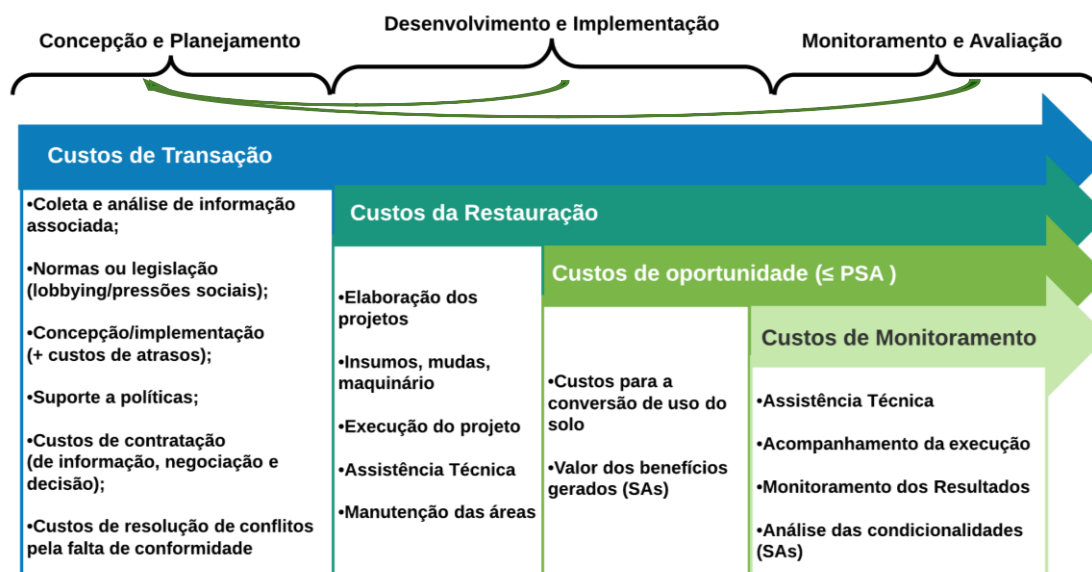 Concepção e Planejamento
Desenvolvimento e Implementação
Monitoramento e Avaliação
Custos de Transação
•Coleta e análise de informação
associada;
•Normas ou legislação
(lobbying/pressões sociais);
•Concepção/implementação
(+ custos de atrasos);
•Suporte a políticas;
•Custos de contratação
(de informação, negociação e
decisão);
•Custos de resolução de conflitos
pela falta de conformidade
Custos da Restauração
•Elaboração dos
projetos
•Insumos, mudas,
maquinário
•Execução do projeto
•Assistência Técnica
•Manutenção das áreas
Custos de oportunidade (≤ PSA )
•Custos para a
conversão de uso do
solo
•Valor dos benefícios
gerados (SAs)
Custos de Monitoramento
•Assistência Técnica
•Acompanhamento da execução
•Monitoramento dos Resultados
•Análise das condicionalidades
(SAs)